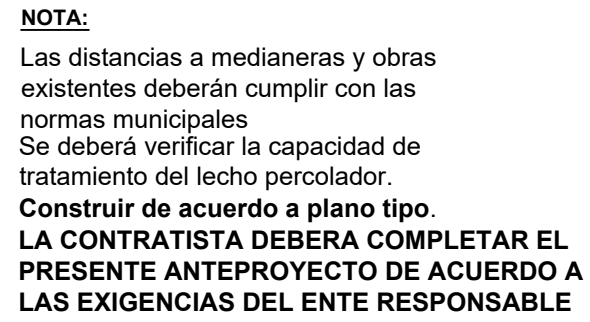 NOTA:
Las distancias a medianeras y obras
existentes deberán cumplir con las
normas municipales
Se deberá verificar la capacidad de
tratamiento del lecho percolador.
Construir de acuerdo a plano tipo.
LA CONTRATISTA DEBERA COMPLETAR EL
PRESENTE ANTEPROYECTO DE ACUERDO A
LAS EXIGENCIAS DEL ENTE RESPONSABLE